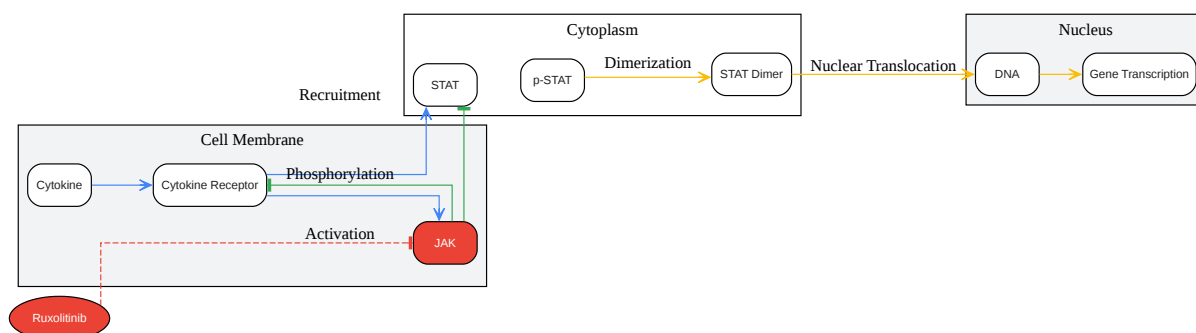 Cytoplasm
Nucleus
STAT
p-STAT
Dimerization
STAT Dimer
Nuclear Translocation
DNA
Gene Transcription
Recruitment
Cell Membrane
Cytokine
Cytokine Receptor
Phosphorylation
Activation
JAK
Ruxolitinib